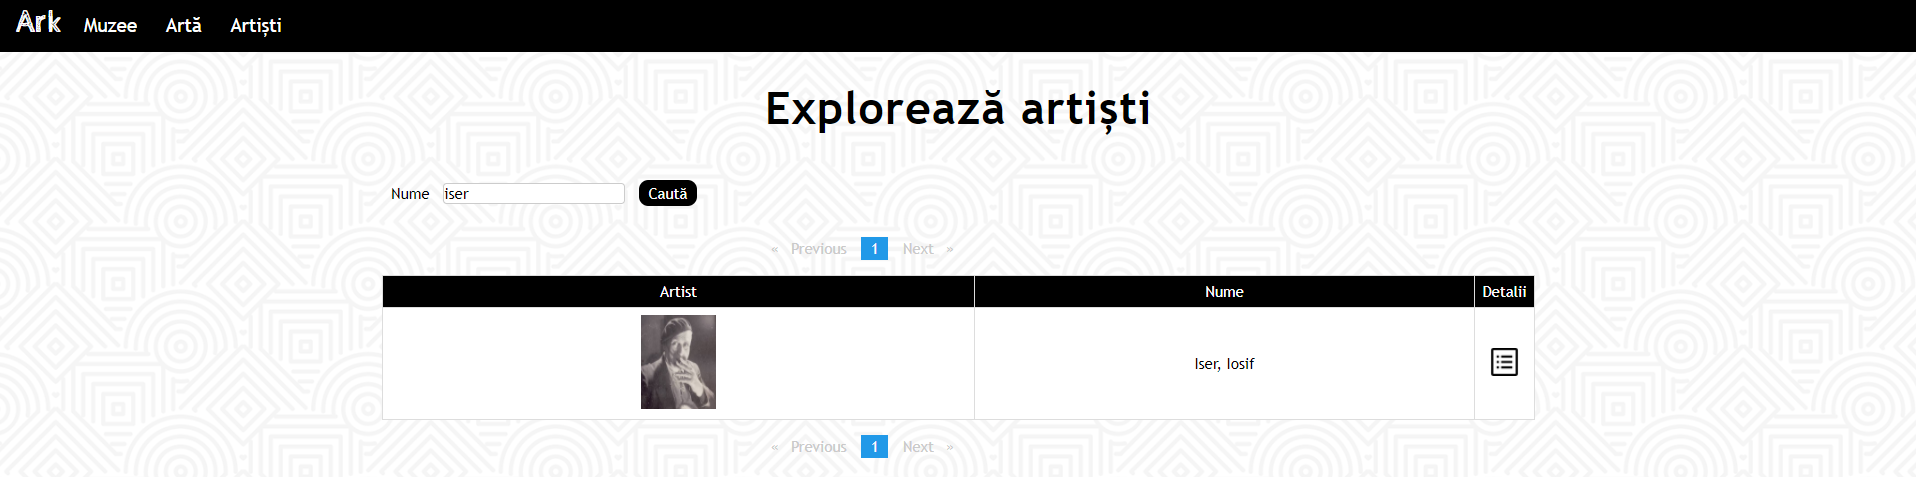 Ark Muzee Artă Artiști
Explorează artiști
Nume iser Caută
« Previous 1 Next »
Artist Nume Detalii
Iser, Iosif
« Previous 1 Next »